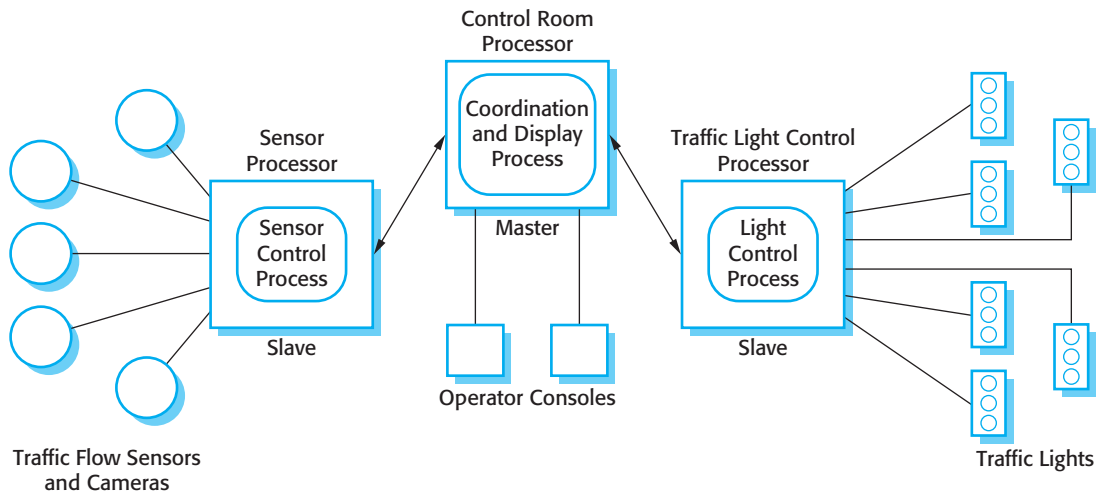 Control Room
Processor
Coordination
and Display
Process
Master
Sensor
Processor
Sensor
Control
Process
Slave
Traffic Light Control
Processor
Light
Control
Process
Slave
Operator Consoles
Traffic Flow Sensors
and Cameras
Traffic Lights